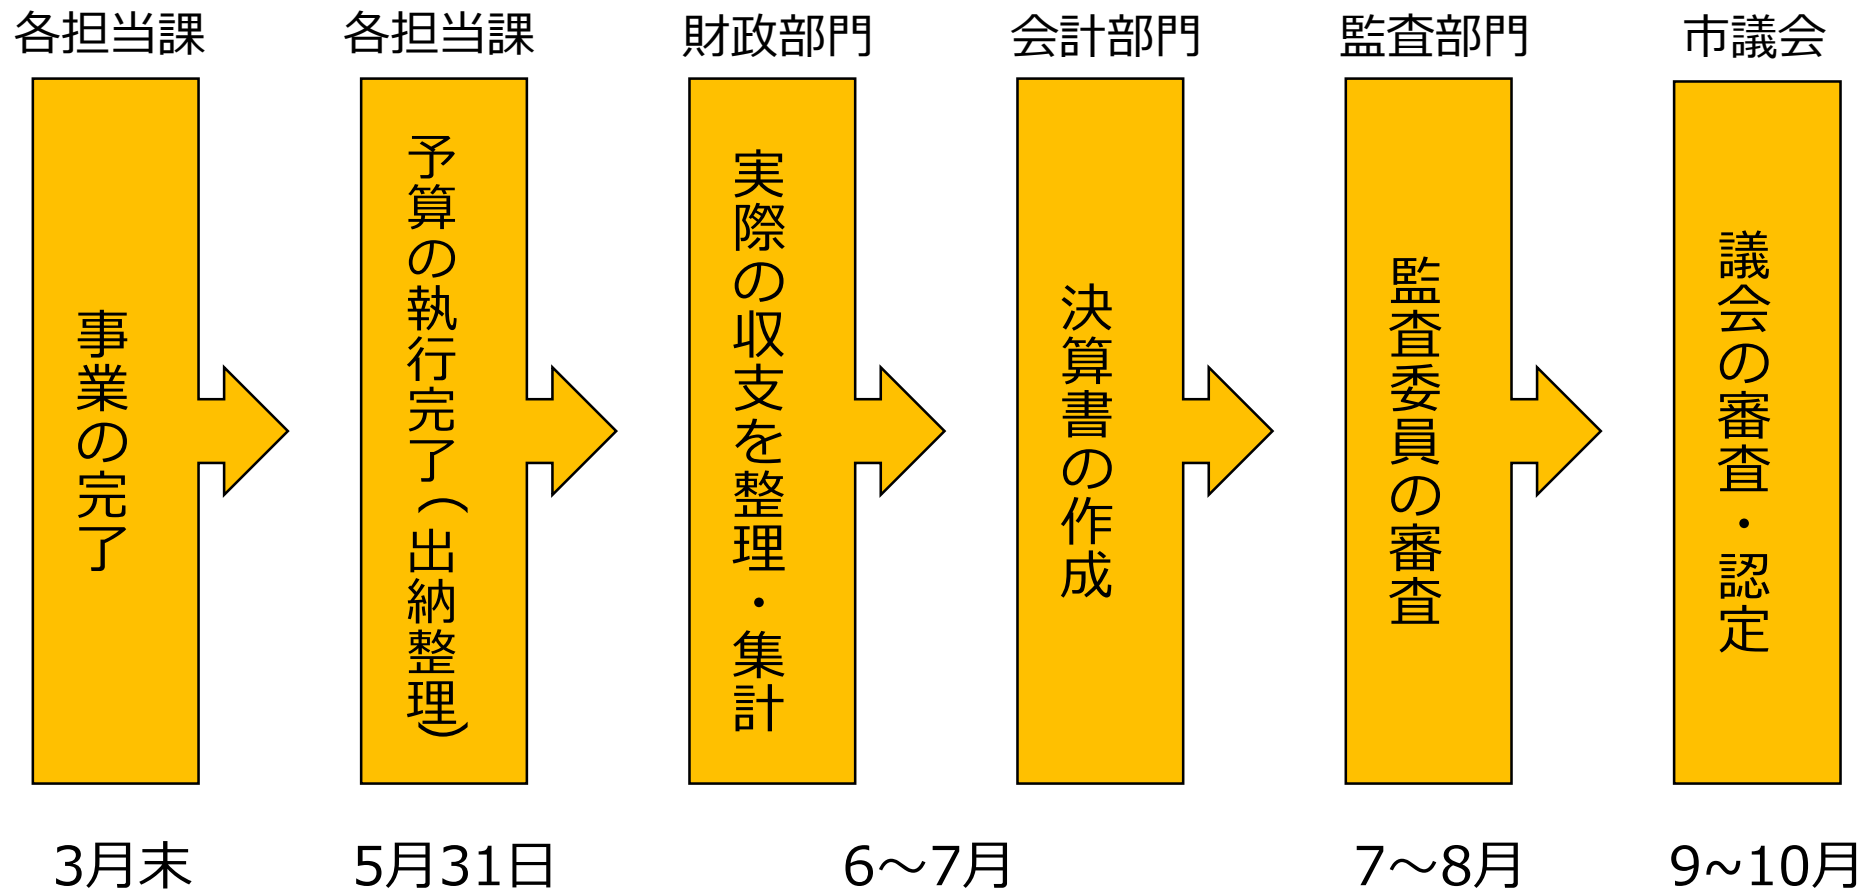 各担当課
各担当課
財政部門
会計部門
監査部門
市議会
事業の完了
予算の執行完了（出納整理）
実際の収支を整理・集計
決算書の作成
監査委員の審査
議会の審査・認定
3月末
5月31日
6～7月
7～8月
9~10月